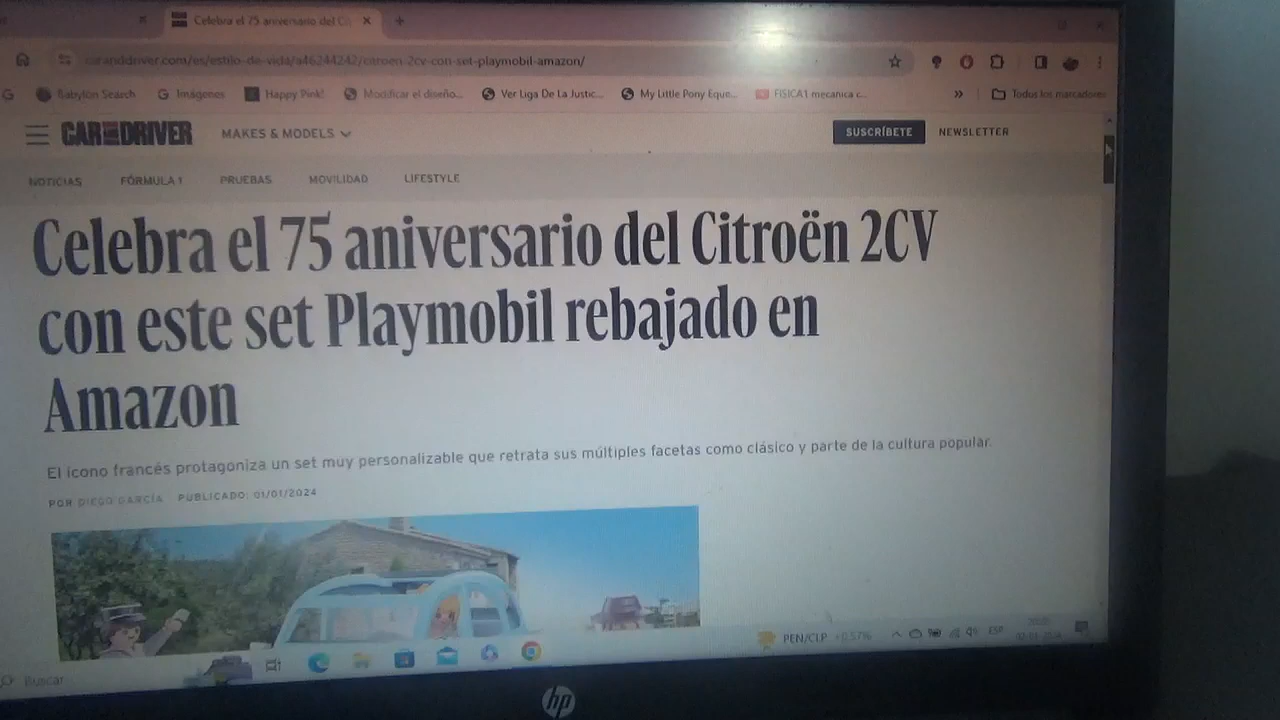 Celebra el 75 aniversario del Ci
caranddriver.com/es/estilo-de-vida/a46244242/citroen-2cv-con-set-playmobil-amazon/
Babylon Search
Imágenes
Happy Pink!
Modificar el diseño...
Ver Liga De La Justic...
My Little Pony Eque...
FISICA1 mecanica c...
»
Todos los marcadores
CAR AND DRIVER
MAKES & MODELS
SUSCRÍBETE
NEWSLETTER
NOTICIAS
FÓRMULA 1
PRUEBAS
MOVILIDAD
LIFESTYLE
Celebra el 75 aniversario del Citroën 2CV
con este set Playmobil rebajado en
Amazon
El icono francés protagoniza un set muy personalizable que retrata sus múltiples facetas como clásico y parte de la cultura popular.
POR DIEGO GARCÍA PUBLICADO: 01/01/2024
PEN/CLP +0,57%
ESP
Buscar
hp